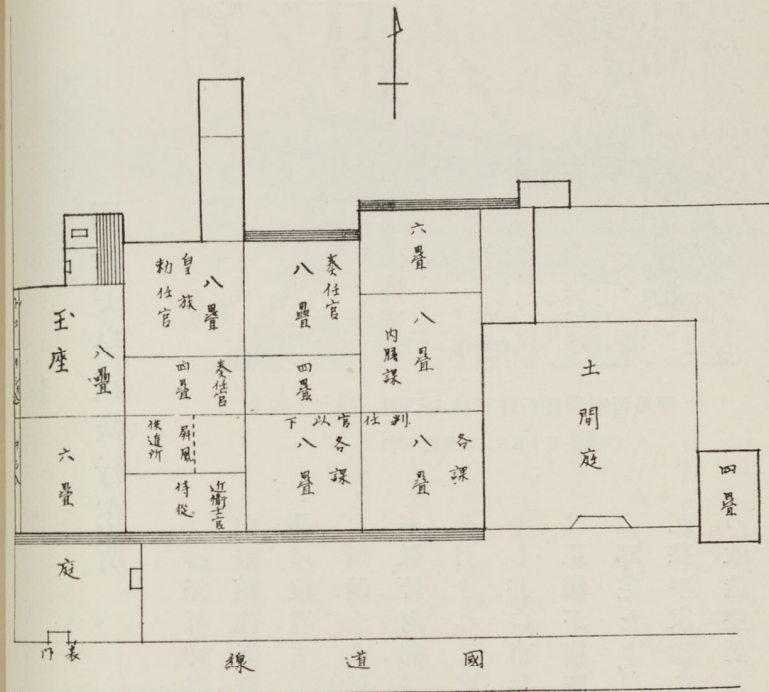 六疊
奏任官
八疊
皇族
勅任官
八疊
八疊
内膳課
玉座
八疊
奏任官
四疊
四疊
土間庭
判任官以下
各課
八疊
各課
八疊
屏風
供進所
六疊
近衞士官
侍從
四疊
庭
表門
國道線